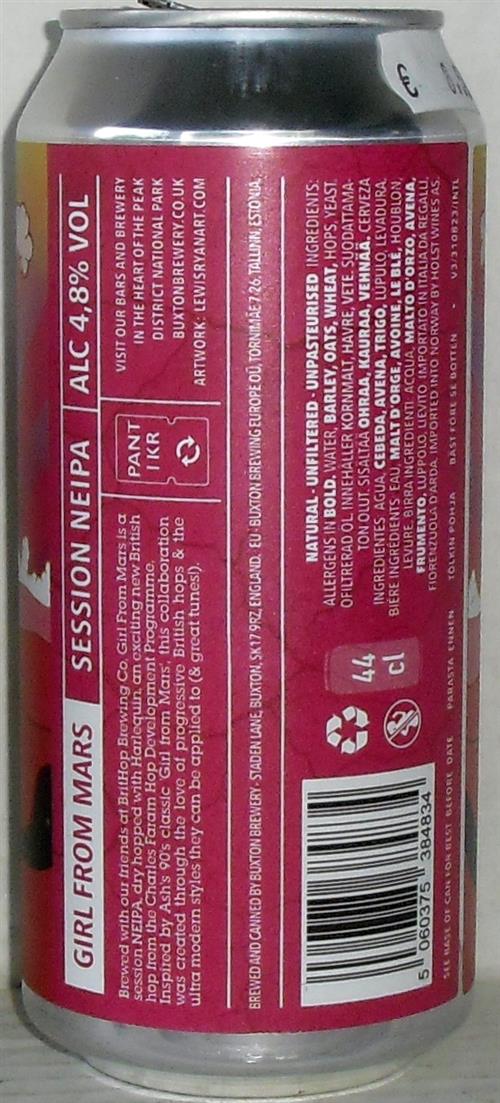 GIRL FROM MARS SESSION NEIPA ALC 4,8% VOL
Brewed with our friends at BritHop Brewing Co. Girl From Mars is a
session NEIPA, dry hopped with Harlequin, an exciting new British
hop from the Charles Faram Hop Development Programme.
Inspired by Ash's 90's classic 'Girl from Mars', this collaboration
was created through the love of progressive British hops & the
ultra modern styles they can be applied to (& great tunes!).
PANT
1 KR
VISIT OUR BARS AND BREWERY
IN THE HEART OF THE PEAK
DISTRICT NATIONAL PARK
BUXTONBREWERY.CO.UK
ARTWORK: LEWISRYANART.COM
BREWED AND CANNED BY BUXTON BREWERY · STADEN LANE, BUXTON, SK17 9RZ, ENGLAND. EU · BUXTON BREWING EUROPE OÜ, TORNIMÄE 7-26, TALLINN, ESTONIA.
5 060375 384834
44
cl
NATURAL · UNFILTERED · UNPASTEURISED INGREDIENTS:
ALLERGENS IN BOLD. WATER, BARLEY, OATS, WHEAT, HOPS, YEAST.
OFILTRERAD ÖL. INNEHÅLLER KORNMALT, HAVRE, VETE. SUODATTAMA-
TON OLUT. SISÄLTÄÄ OHRAA, KAURAA, VEHNÄÄ. CERVEZA
INGREDIENTES: AGUA, CEBEDA, AVENA, TRIGO, LUPULO, LEVADUGA.
BIÈRE INGREDIENTS: EAU, MALT D'ORGE, AVOINE, LE BLÉ, HOUBLON,
LEVURE. BIRRA INGREDIENTI: ACQUA, MALTO D'ORZO, AVENA,
FRUMENTO, LUPPOLO, LIEVITO. IMPORTATO IN ITALIA DA REGALLI,
FIORENZUOLA D'ARDA. IMPORTED INTO NORWAY BY HOLST WINES AS.
SEE BASE OF CAN FOR BEST BEFORE DATE PARASTA ENNEN TÖLKIN POHJA BAST FORE SE BOTTEN · V3/310823/INTL
€